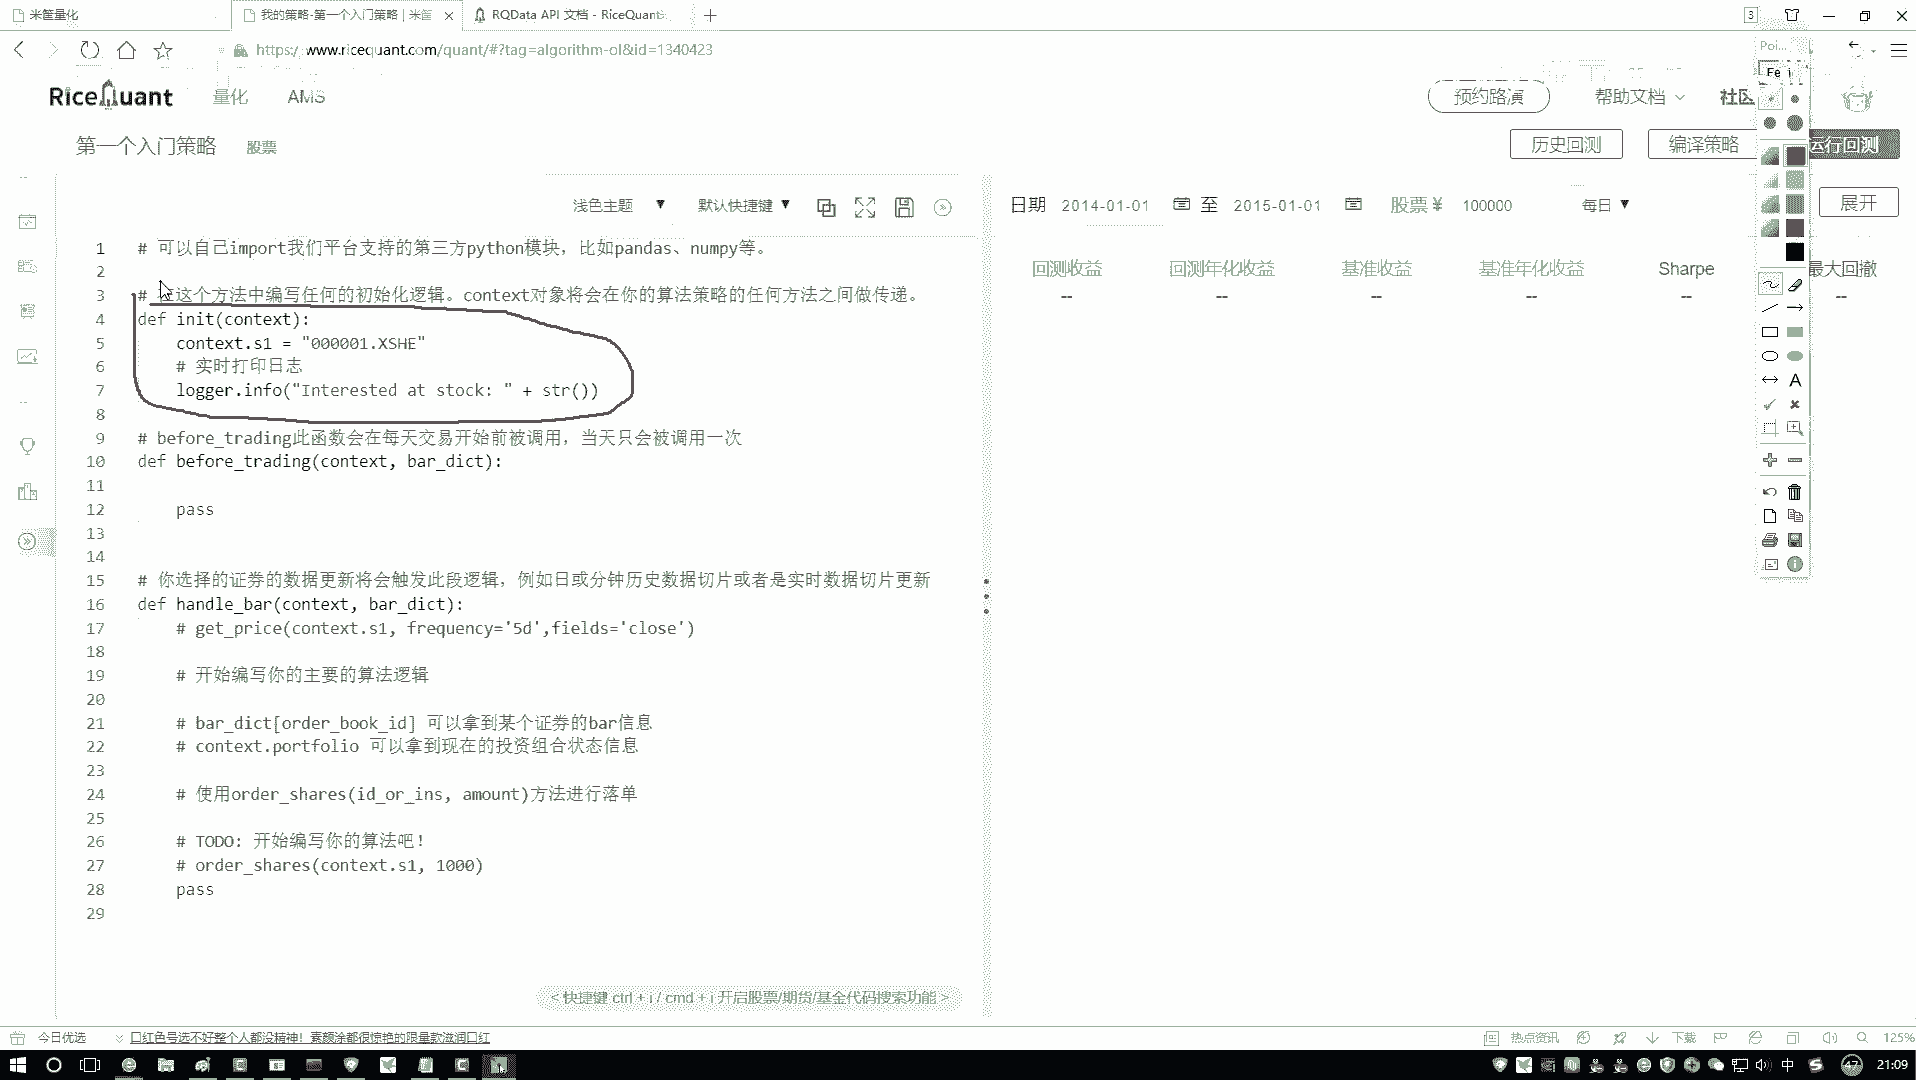 米筐量化
我的策略-第一个入门策略 | 米筐
RQData API 文档 - RiceQuant
3
https://www.ricequant.com/quant/#?tag=algorithm-ol&id=1340423
RiceQuant 量化 AMS 预约路演 帮助文档 社区
第一个入门策略 股票 历史回测 编译策略 运行回测
浅色主题 默认快捷键 日期 2014-01-01 至 2015-01-01 股票 ¥ 100000 每日 展开
回测收益 回测年化收益 基准收益 基准年化收益 Sharpe 最大回撤
-- -- -- -- -- --
1 # 可以自己import我们平台支持的第三方python模块，比如pandas、numpy等。
2
3 # 在这个方法中编写任何的初始化逻辑。context对象将会在你的算法策略的任何方法之间做传递。
4 def init(context):
5 context.s1 = "000001.XSHE"
6 # 实时打印日志
7 logger.info("Interested at stock: " + str())
8
9 # before_trading此函数会在每天交易开始前被调用，当天只会被调用一次
10 def before_trading(context, bar_dict):
11
12 pass
13
14
15 # 你选择的证券的数据更新将会触发此段逻辑，例如日或分钟历史数据切片或者是实时数据切片更新
16 def handle_bar(context, bar_dict):
17 # get_price(context.s1, frequency='5d',fields='close')
18
19 # 开始编写你的主要的算法逻辑
20
21 # bar_dict[order_book_id] 可以拿到某个证券的bar信息
22 # context.portfolio 可以拿到现在的投资组合状态信息
23
24 # 使用order_shares(id_or_ins, amount)方法进行落单
25
26 # TODO: 开始编写你的算法吧！
27 # order_shares(context.s1, 1000)
28 pass
29
<快捷键 ctrl + i / cmd + i 开启股票/期货/基金代码搜索功能>
今日优选 口红色号选不好整个人都没精神！素颜涂都很惊艳的限量款滋润口红 热点资讯 下载 125%
中 47 21:09